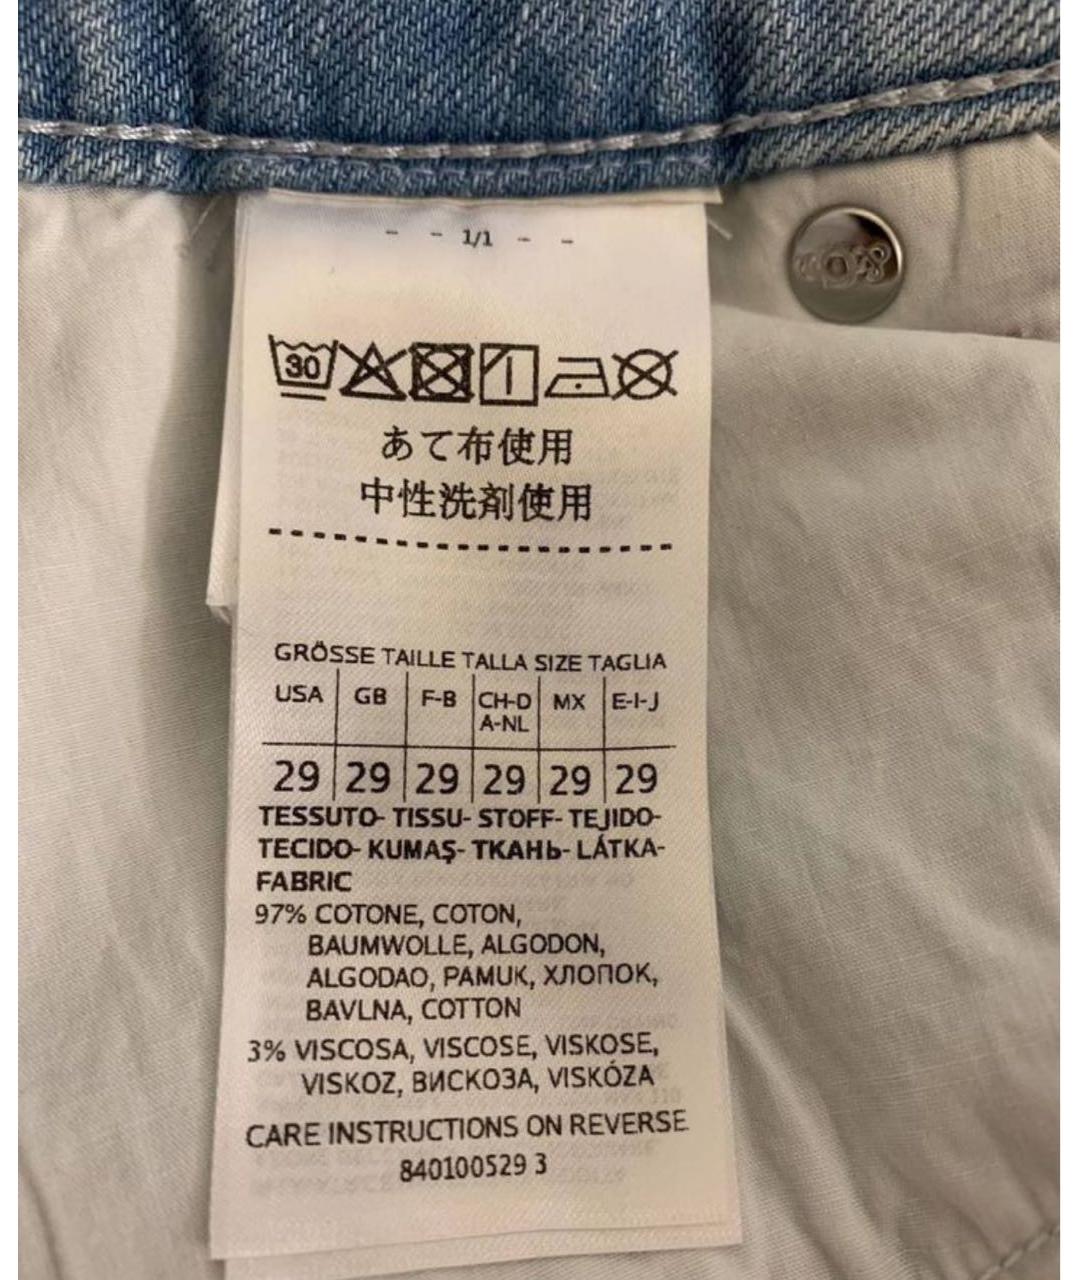 - - 1/1 - -
30
あて布使用
中性洗剤使用
GRÖSSE TAILLE TALLA SIZE TAGLIA
USA GB F-B CH-D A-NL MX E-I-J
29 29 29 29 29 29
TESSUTO- TISSU- STOFF- TEJIDO-
TECIDO- KUMAŞ- ТКАНЬ- LÁTKA-
FABRIC
97% COTONE, COTON,
BAUMWOLLE, ALGODON,
ALGODAO, PAMUK, ХЛОПОК,
BAVLNA, COTTON
3% VISCOSA, VISCOSE, VISKOSE,
VISKOZ, ВИСКОЗА, VISKÓZA
CARE INSTRUCTIONS ON REVERSE
840100529 3